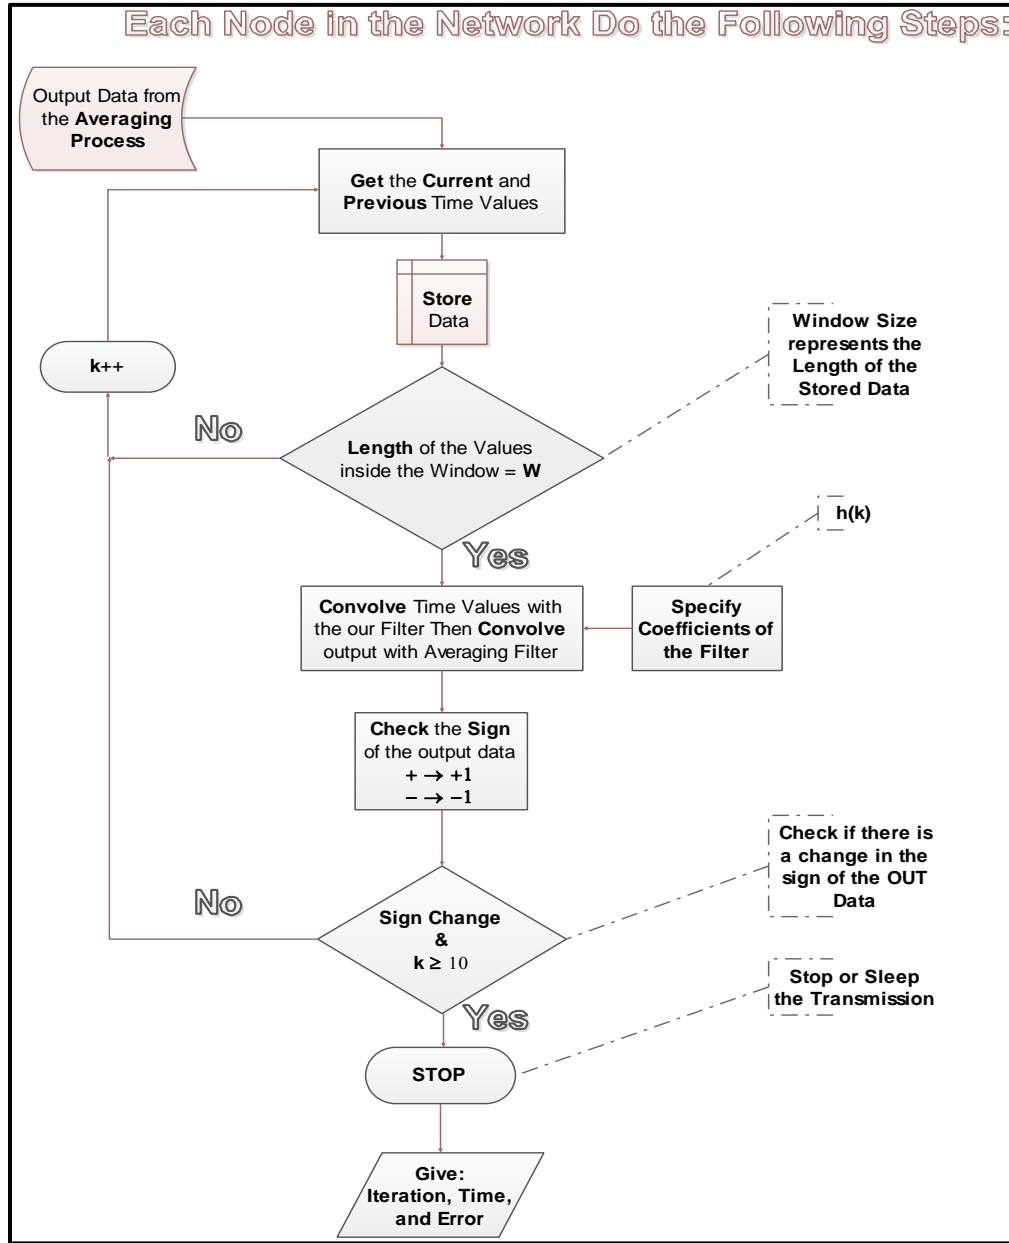 Each Node in the Network Do the Following Steps:
Output Data from
the Averaging
Process
Get the Current and
Previous Time Values
Store
Data
Window Size
represents the
Length of the
Stored Data
k++
No
Length of the Values
inside the Window = W
h(k)
Yes
Convolve Time Values with
the our Filter Then Convolve
output with Averaging Filter
Specify
Coefficients of
the Filter
Check the Sign
of the output data
+ → +1
− → −1
Check if there is
a change in the
sign of the OUT
Data
No
Sign Change
&
k ≥ 10
Stop or Sleep
the Transmission
Yes
STOP
Give:
Iteration, Time,
and Error